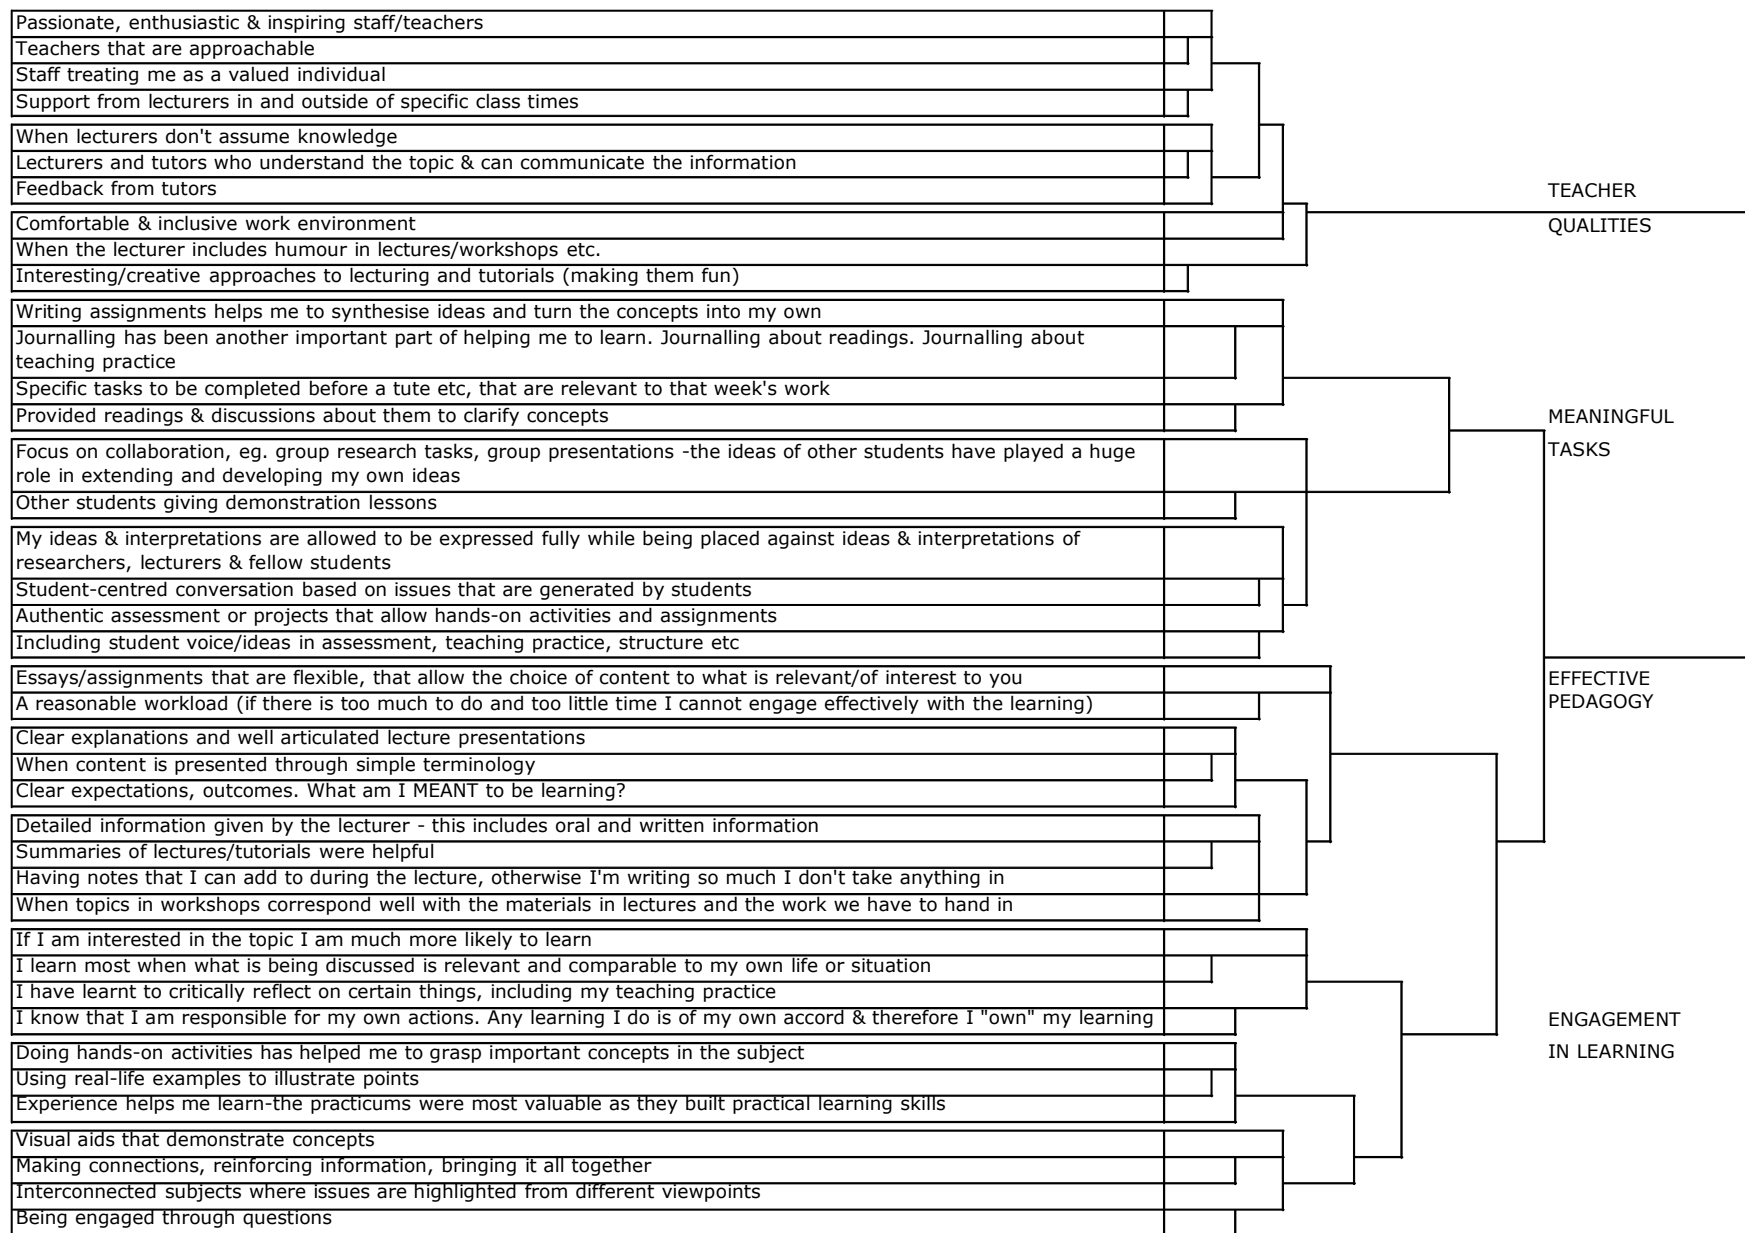 Passionate, enthusiastic & inspiring staff/teachers
Teachers that are approachable
Staff treating me as a valued individual
Support from lecturers in and outside of specific class times
When lecturers don't assume knowledge
Lecturers and tutors who understand the topic & can communicate the information
Feedback from tutors
Comfortable & inclusive work environment
When the lecturer includes humour in lectures/workshops etc.
Interesting/creative approaches to lecturing and tutorials (making them fun)
TEACHER
QUALITIES
Writing assignments helps me to synthesise ideas and turn the concepts into my own
Journalling has been another important part of helping me to learn. Journalling about readings. Journalling about
teaching practice
Specific tasks to be completed before a tute etc, that are relevant to that week's work
Provided readings & discussions about them to clarify concepts
Focus on collaboration, eg. group research tasks, group presentations -the ideas of other students have played a huge
role in extending and developing my own ideas
Other students giving demonstration lessons
My ideas & interpretations are allowed to be expressed fully while being placed against ideas & interpretations of
researchers, lecturers & fellow students
Student-centred conversation based on issues that are generated by students
Authentic assessment or projects that allow hands-on activities and assignments
Including student voice/ideas in assessment, teaching practice, structure etc
MEANINGFUL
TASKS
Essays/assignments that are flexible, that allow the choice of content to what is relevant/of interest to you
A reasonable workload (if there is too much to do and too little time I cannot engage effectively with the learning)
Clear explanations and well articulated lecture presentations
When content is presented through simple terminology
Clear expectations, outcomes. What am I MEANT to be learning?
Detailed information given by the lecturer - this includes oral and written information
Summaries of lectures/tutorials were helpful
Having notes that I can add to during the lecture, otherwise I'm writing so much I don't take anything in
When topics in workshops correspond well with the materials in lectures and the work we have to hand in
EFFECTIVE
PEDAGOGY
If I am interested in the topic I am much more likely to learn
I learn most when what is being discussed is relevant and comparable to my own life or situation
I have learnt to critically reflect on certain things, including my teaching practice
I know that I am responsible for my own actions. Any learning I do is of my own accord & therefore I "own" my learning
Doing hands-on activities has helped me to grasp important concepts in the subject
Using real-life examples to illustrate points
Experience helps me learn-the practicums were most valuable as they built practical learning skills
Visual aids that demonstrate concepts
Making connections, reinforcing information, bringing it all together
Interconnected subjects where issues are highlighted from different viewpoints
Being engaged through questions
ENGAGEMENT
IN LEARNING